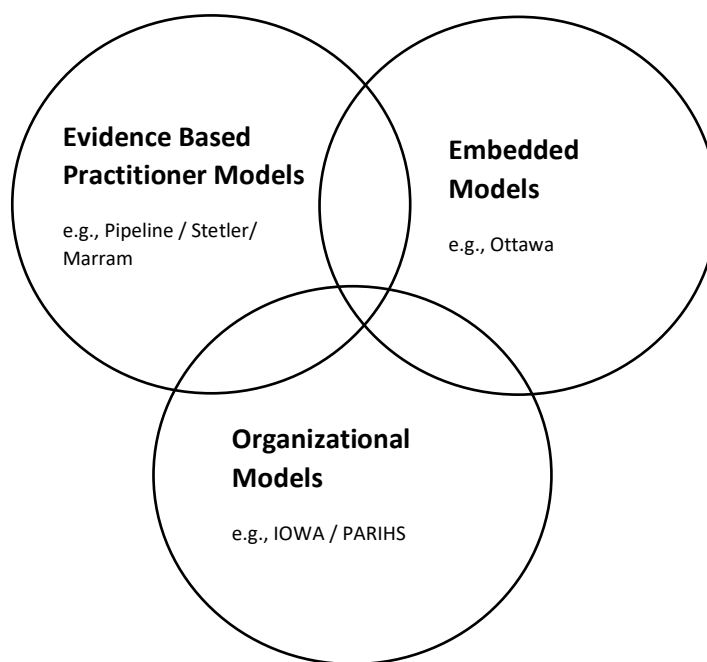 Evidence Based
Practitioner Models
e.g., Pipeline / Stetler/
Marram
Embedded
Models
e.g., Ottawa
Organizational
Models
e.g., IOWA / PARIHS